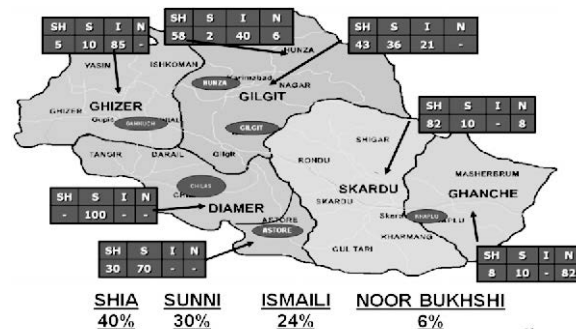 SH S I N
5 10 85 -
SH S I N
58 2 40 6
SH S I N
43 36 21 -
HUNZA
YASIN
ISHKOMAN
HUNZA
NAGAR
GHIZER
GILGIT
GHIZER
GILGIT
SH S I N
82 10 - 8
SHIGAR
TANGIR
DARAIL
Gilgit
RONDU
MASHERBRUM
SKARDU
GHANCHE
CHILAS
SH S I N
- 100 - -
DIAMER
SKARDU
ASTORE
ASTORE
KHARMANG
GULTARI
SH S I N
30 70 - -
SH S I N
8 10 - 82
SHIA SUNNI ISMAILI NOOR BUKHSHI
40% 30% 24% 6%